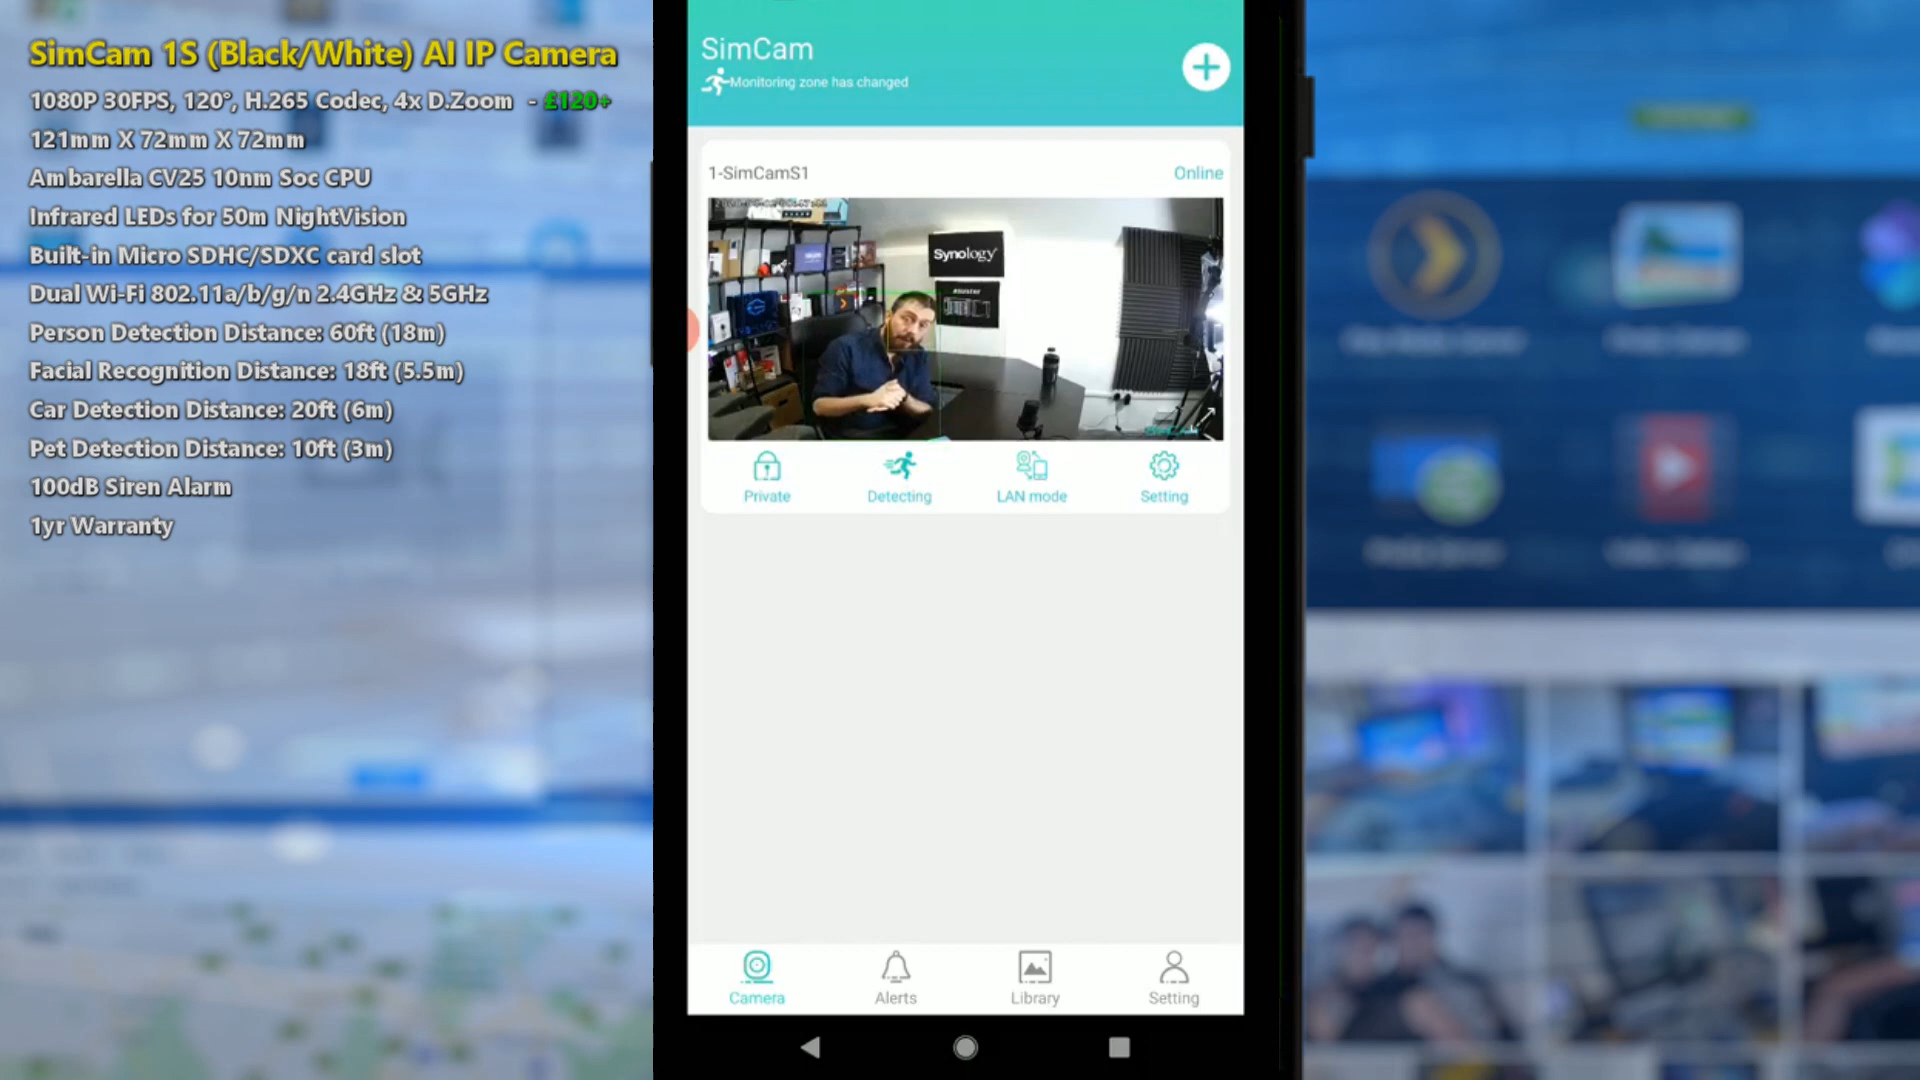 SimCam 1S (Black/White) AI IP Camera
1080P 30FPS, 120°, H.265 Codec, 4x D.Zoom - £120+
121mm X 72mm X 72mm
Ambarella CV25 10nm Soc CPU
Infrared LEDs for 50m NightVision
Built-in Micro SDHC/SDXC card slot
Dual Wi-Fi 802.11a/b/g/n 2.4GHz & 5GHz
Person Detection Distance: 60ft (18m)
Facial Recognition Distance: 18ft (5.5m)
Car Detection Distance: 20ft (6m)
Pet Detection Distance: 10ft (3m)
100dB Siren Alarm
1yr Warranty
SimCam
Monitoring zone has changed
1-SimCamS1
Online
Synology
Private
Detecting
LAN mode
Setting
Camera
Alerts
Library
Setting